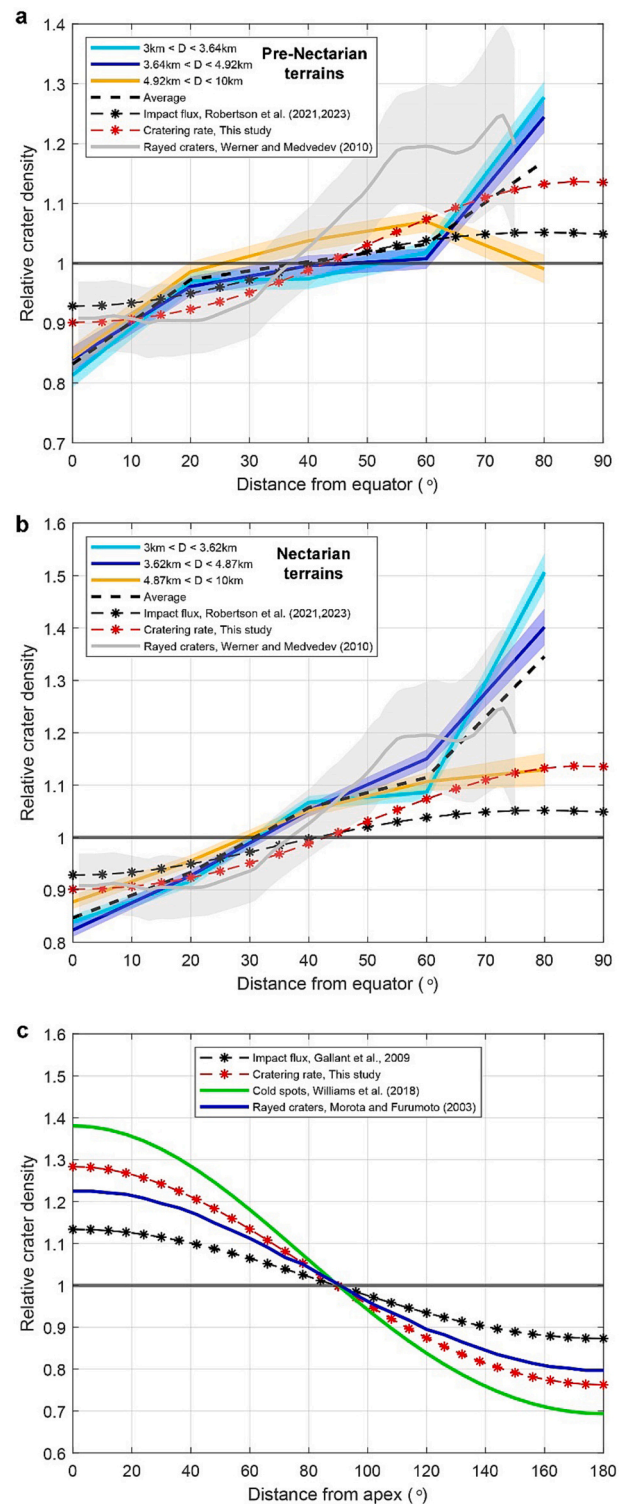 a
1.4
1.3
1.2
1.1
1
0.9
0.8
0.7
Relative crater density
3km < D < 3.64km
3.64km < D < 4.92km
4.92km < D < 10km
Average
Impact flux, Robertson et al. (2021,2023)
Cratering rate, This study
Rayed craters, Werner and Medvedev (2010)
Pre-Nectarian
terrains
0 10 20 30 40 50 60 70 80 90
Distance from equator (°)
b
1.6
1.5
1.4
1.3
1.2
1.1
1
0.9
0.8
Relative crater density
3km < D < 3.62km
3.62km < D < 4.87km
4.87km < D < 10km
Average
Impact flux, Robertson et al. (2021,2023)
Cratering rate, This study
Rayed craters, Werner and Medvedev (2010)
Nectarian
terrains
0 10 20 30 40 50 60 70 80 90
Distance from equator (°)
c
1.6
1.5
1.4
1.3
1.2
1.1
1
0.9
0.8
0.7
0.6
Relative crater density
Impact flux, Gallant et al., 2009
Cratering rate, This study
Cold spots, Williams et al. (2018)
Rayed craters, Morota and Furumoto (2003)
0 20 40 60 80 100 120 140 160 180
Distance from apex (°)